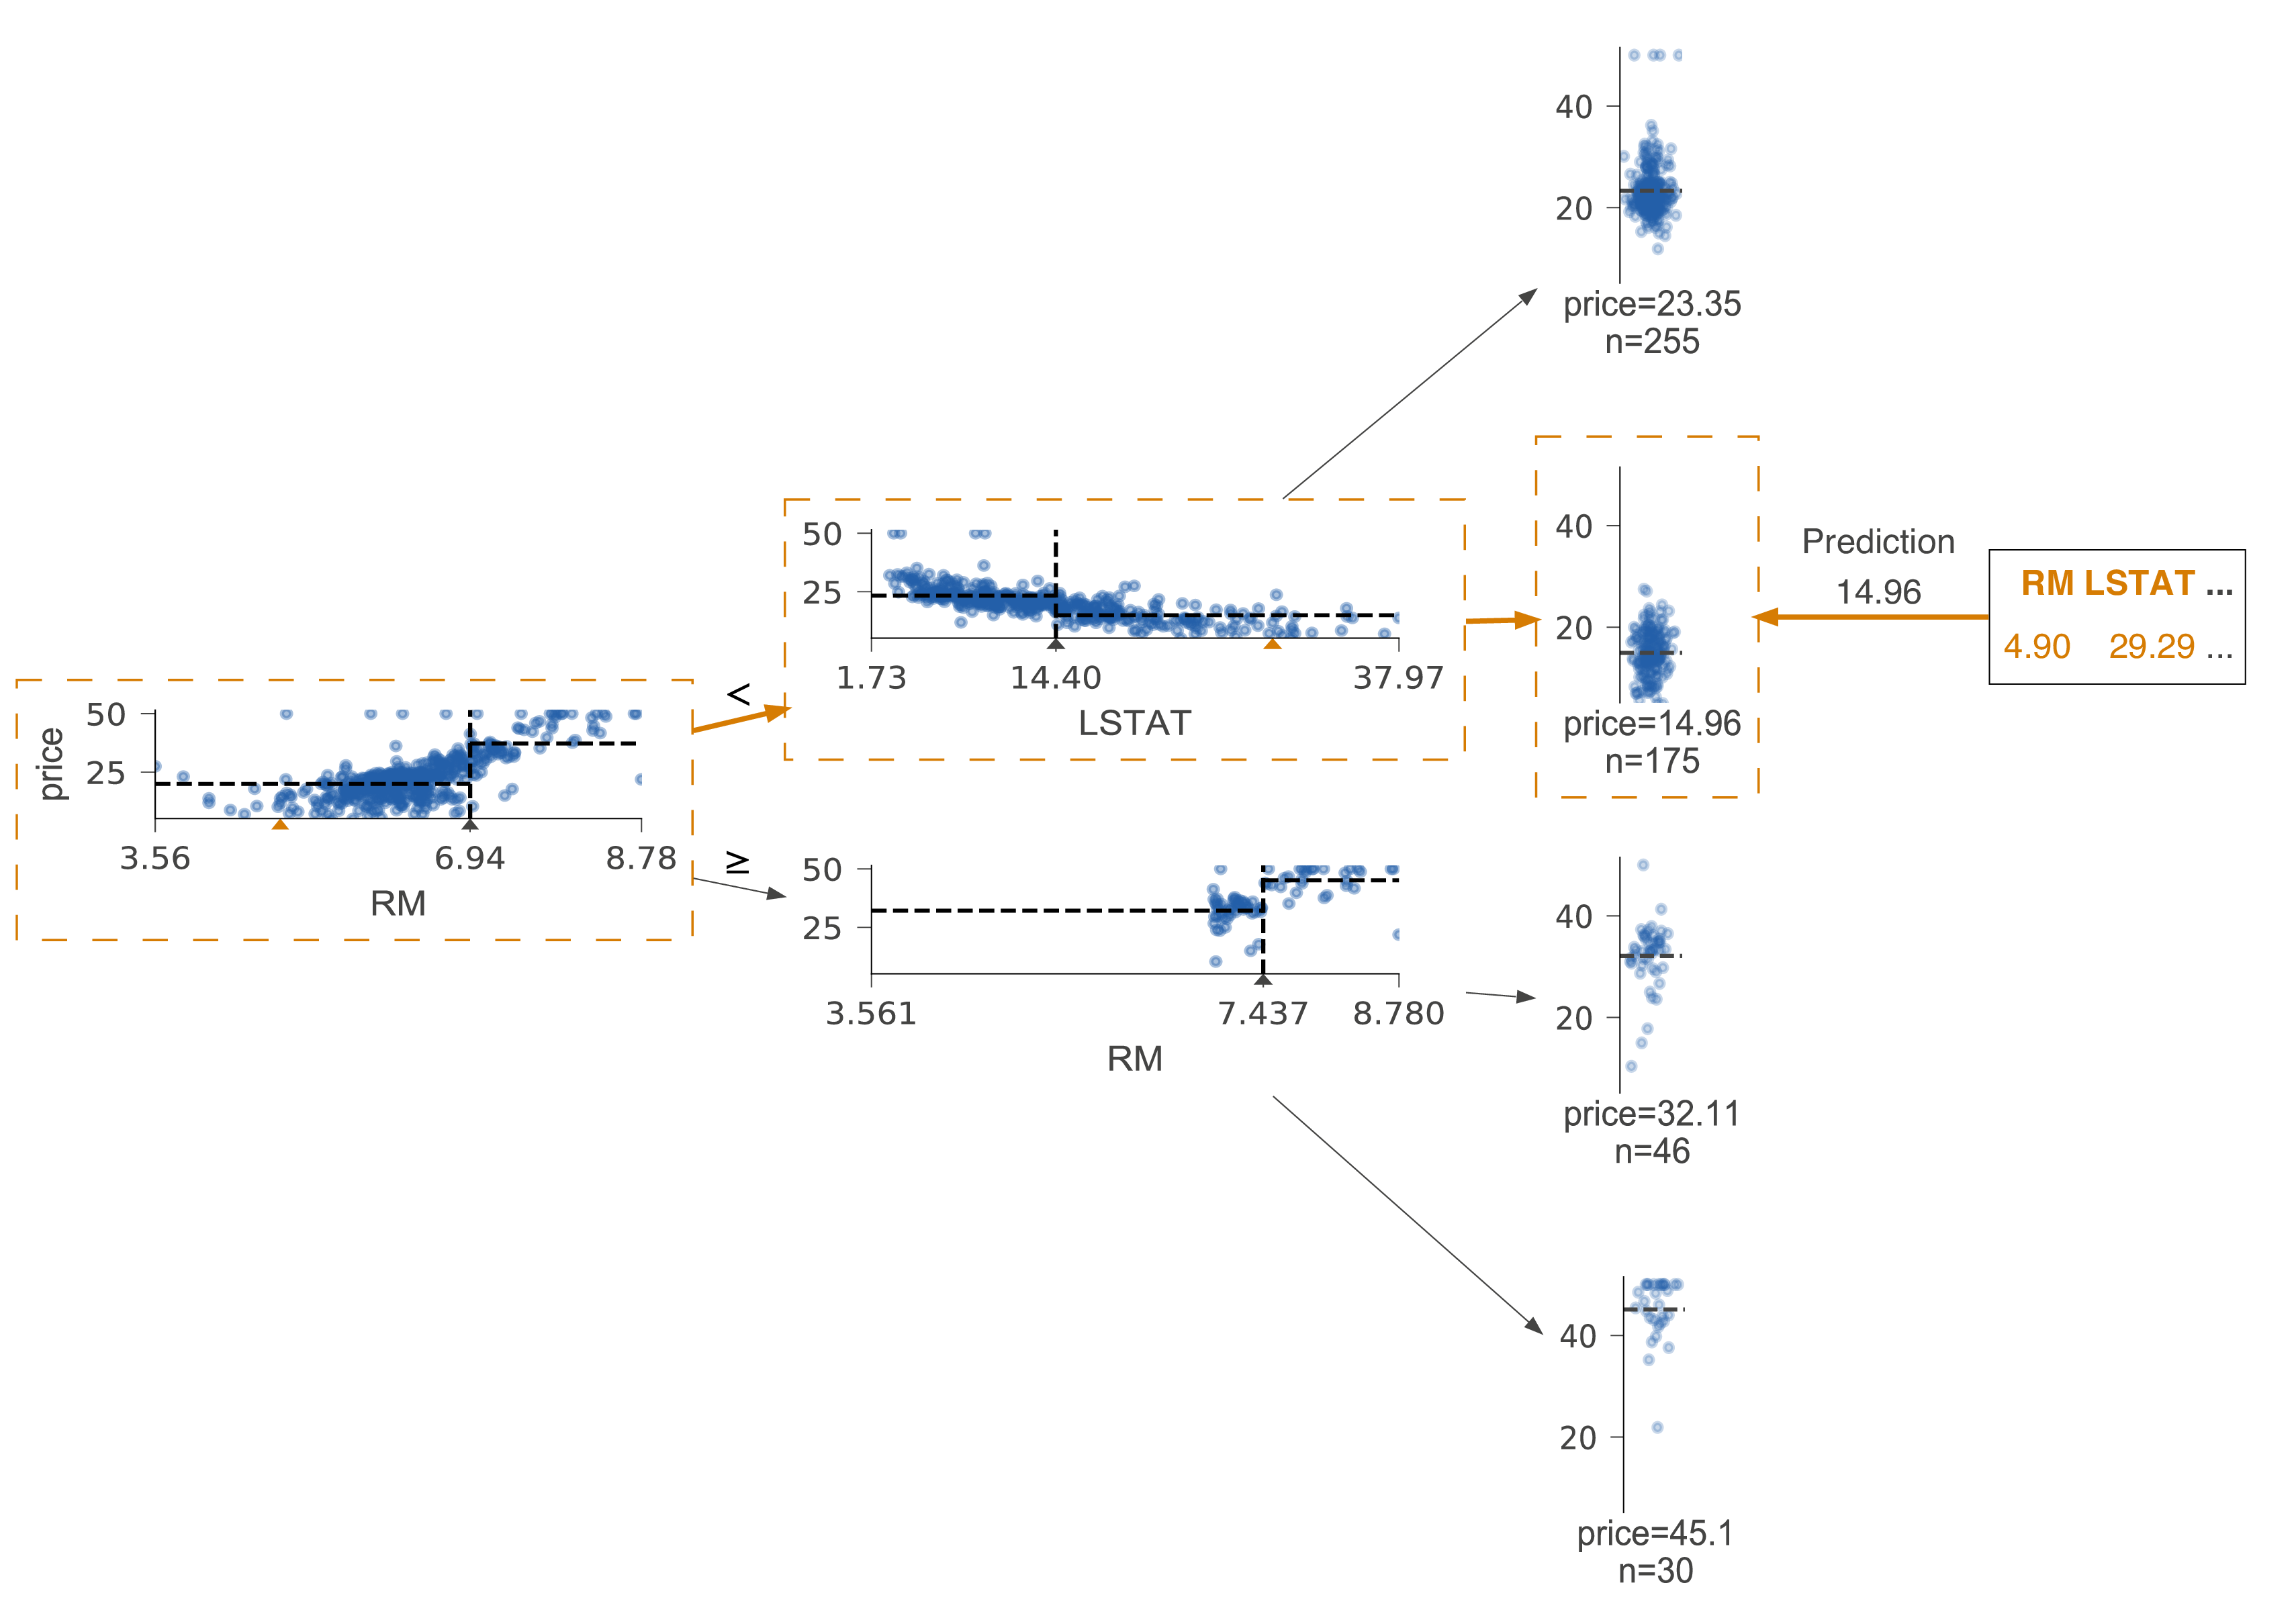 40
20
price=23.35
n=255
50
25
1.73
14.40
37.97
LSTAT
<
40
20
price=14.96
n=175
Prediction
14.96
RM LSTAT ...
4.90 29.29 ...
price
50
25
3.56
6.94
8.78
RM
≥
50
25
3.561
7.437
8.780
RM
40
20
price=32.11
n=46
40
20
price=45.1
n=30